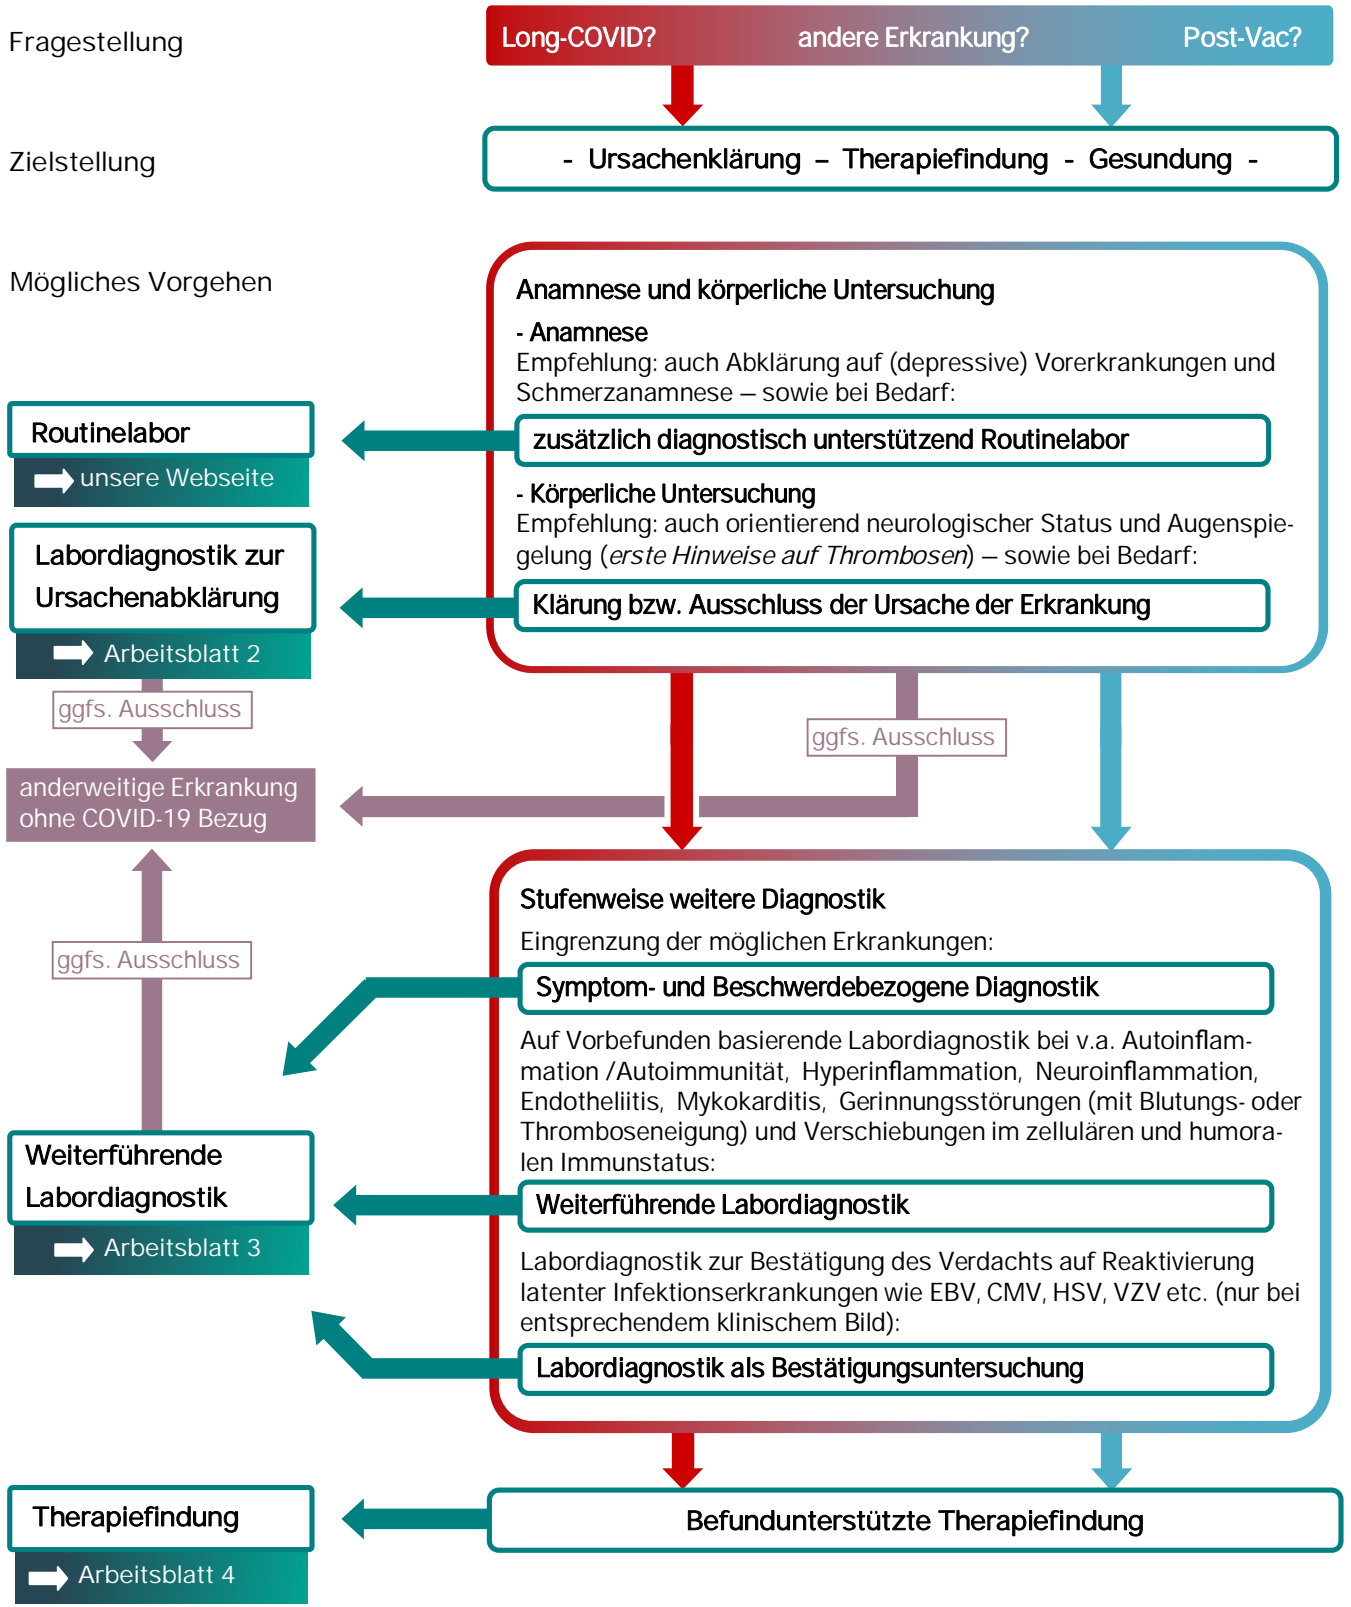 Fragestellung
Long-COVID? andere Erkrankung? Post-Vac?
Zielstellung
- Ursachenklärung – Therapiefindung - Gesundung -
Mögliches Vorgehen
Anamnese und körperliche Untersuchung
- Anamnese
Empfehlung: auch Abklärung auf (depressive) Vorerkrankungen und
Schmerzanamnese – sowie bei Bedarf:
zusätzlich diagnostisch unterstützend Routinelabor
Routinelabor
unsere Webseite
- Körperliche Untersuchung
Empfehlung: auch orientierend neurologischer Status und Augenspie-
gelung (erste Hinweise auf Thrombosen) – sowie bei Bedarf:
Klärung bzw. Ausschluss der Ursache der Erkrankung
Labordiagnostik zur
Ursachenabklärung
Arbeitsblatt 2
ggfs. Ausschluss
ggfs. Ausschluss
anderweitige Erkrankung
ohne COVID-19 Bezug
ggfs. Ausschluss
Stufenweise weitere Diagnostik
Eingrenzung der möglichen Erkrankungen:
Symptom- und Beschwerdebezogene Diagnostik
Auf Vorbefunden basierende Labordiagnostik bei v.a. Autoinflam-
mation /Autoimmunität, Hyperinflammation, Neuroinflammation,
Endotheliitis, Mykokarditis, Gerinnungsstörungen (mit Blutungs- oder
Thromboseneigung) und Verschiebungen im zellulären und humora-
len Immunstatus:
Weiterführende Labordiagnostik
Weiterführende
Labordiagnostik
Arbeitsblatt 3
Labordiagnostik zur Bestätigung des Verdachts auf Reaktivierung
latenter Infektionserkrankungen wie EBV, CMV, HSV, VZV etc. (nur bei
entsprechendem klinischem Bild):
Labordiagnostik als Bestätigungsuntersuchung
Therapiefindung
Arbeitsblatt 4
Befundunterstützte Therapiefindung